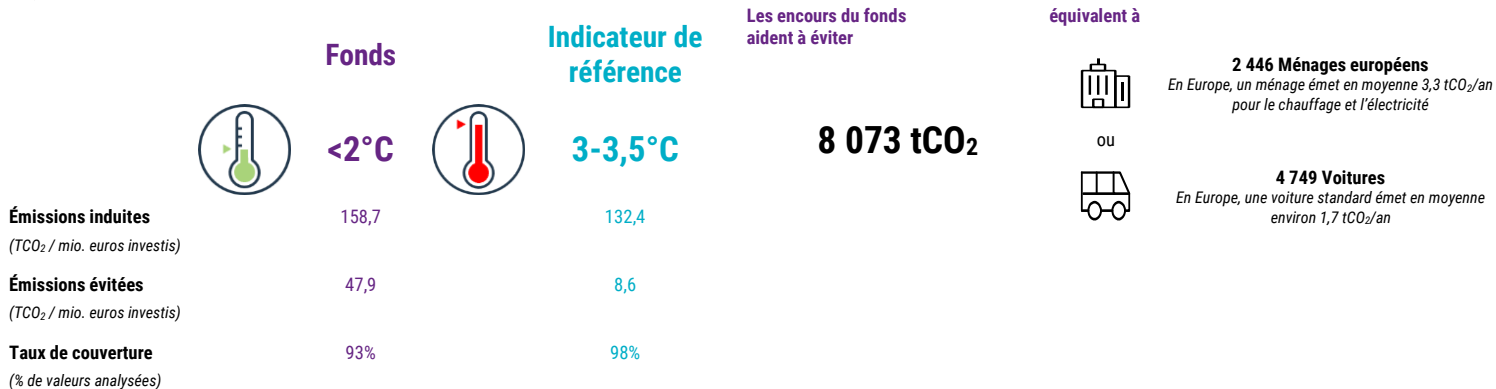 Fonds
Indicateur de
référence
Les encours du fonds
aident à éviter
équivalent à
<2°C
3-3,5°C
8 073 tCO₂
2 446 Ménages européens
En Europe, un ménage émet en moyenne 3,3 tCO₂/an
pour le chauffage et l’électricité
ou
4 749 Voitures
En Europe, une voiture standard émet en moyenne
environ 1,7 tCO₂/an
Émissions induites 158,7 132,4
(TCO₂ / mio. euros investis)
Émissions évitées 47,9 8,6
(TCO₂ / mio. euros investis)
Taux de couverture 93% 98%
(% de valeurs analysées)